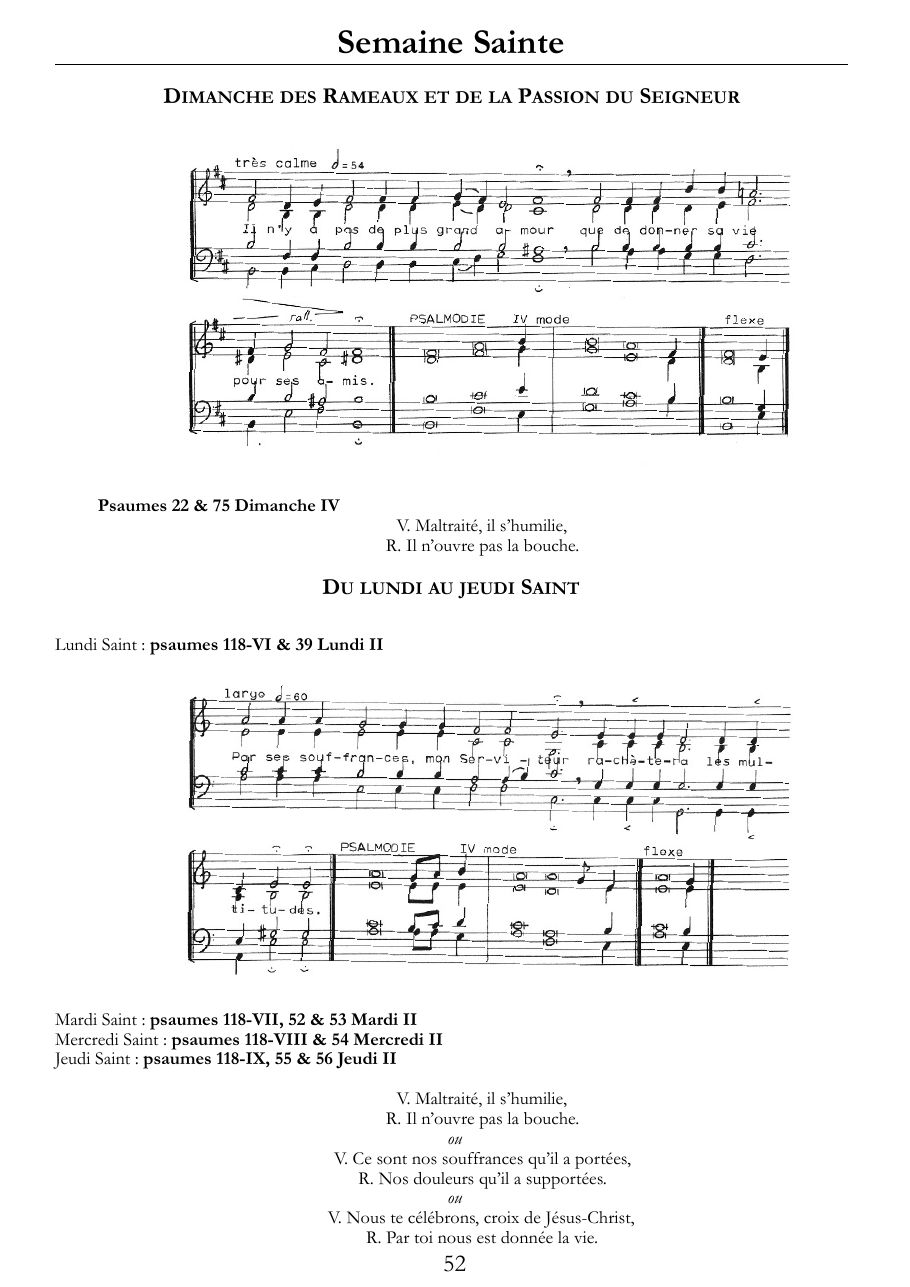 Semaine Sainte
DIMANCHE DES RAMEAUX ET DE LA PASSION DU SEIGNEUR
très calme 𝅗𝅥=54
Il n'y a pas de plus grand a- mour que de don-ner sa vie
rall. PSALMODIE IV mode flexe
pour ses a- mis.
Psaumes 22 & 75 Dimanche IV
V. Maltraité, il s’humilie,
R. Il n’ouvre pas la bouche.
DU LUNDI AU JEUDI SAINT
Lundi Saint : psaumes 118-VI & 39 Lundi II
largo 𝅗𝅥=60
Par ses souf-fran-ces, mon Ser-vi - teur ra-chè-te-ra les mul-
PSALMODIE IV mode flexe
ti- tu- des.
Mardi Saint : psaumes 118-VII, 52 & 53 Mardi II
Mercredi Saint : psaumes 118-VIII & 54 Mercredi II
Jeudi Saint : psaumes 118-IX, 55 & 56 Jeudi II
V. Maltraité, il s’humilie,
R. Il n’ouvre pas la bouche.
ou
V. Ce sont nos souffrances qu’il a portées,
R. Nos douleurs qu’il a supportées.
ou
V. Nous te célébrons, croix de Jésus-Christ,
R. Par toi nous est donnée la vie.
52